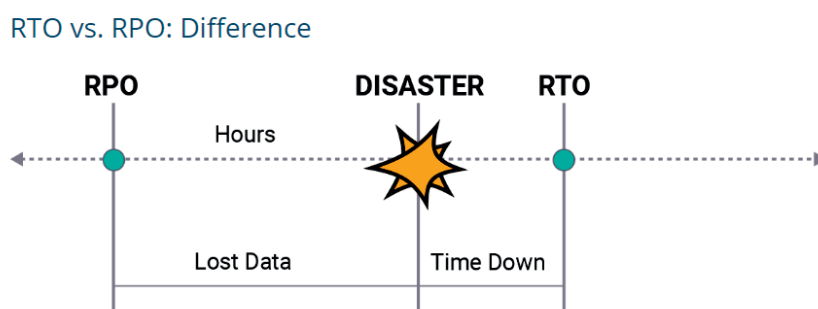 RTO vs. RPO: Difference
RPO DISASTER RTO
Hours
Lost Data Time Down